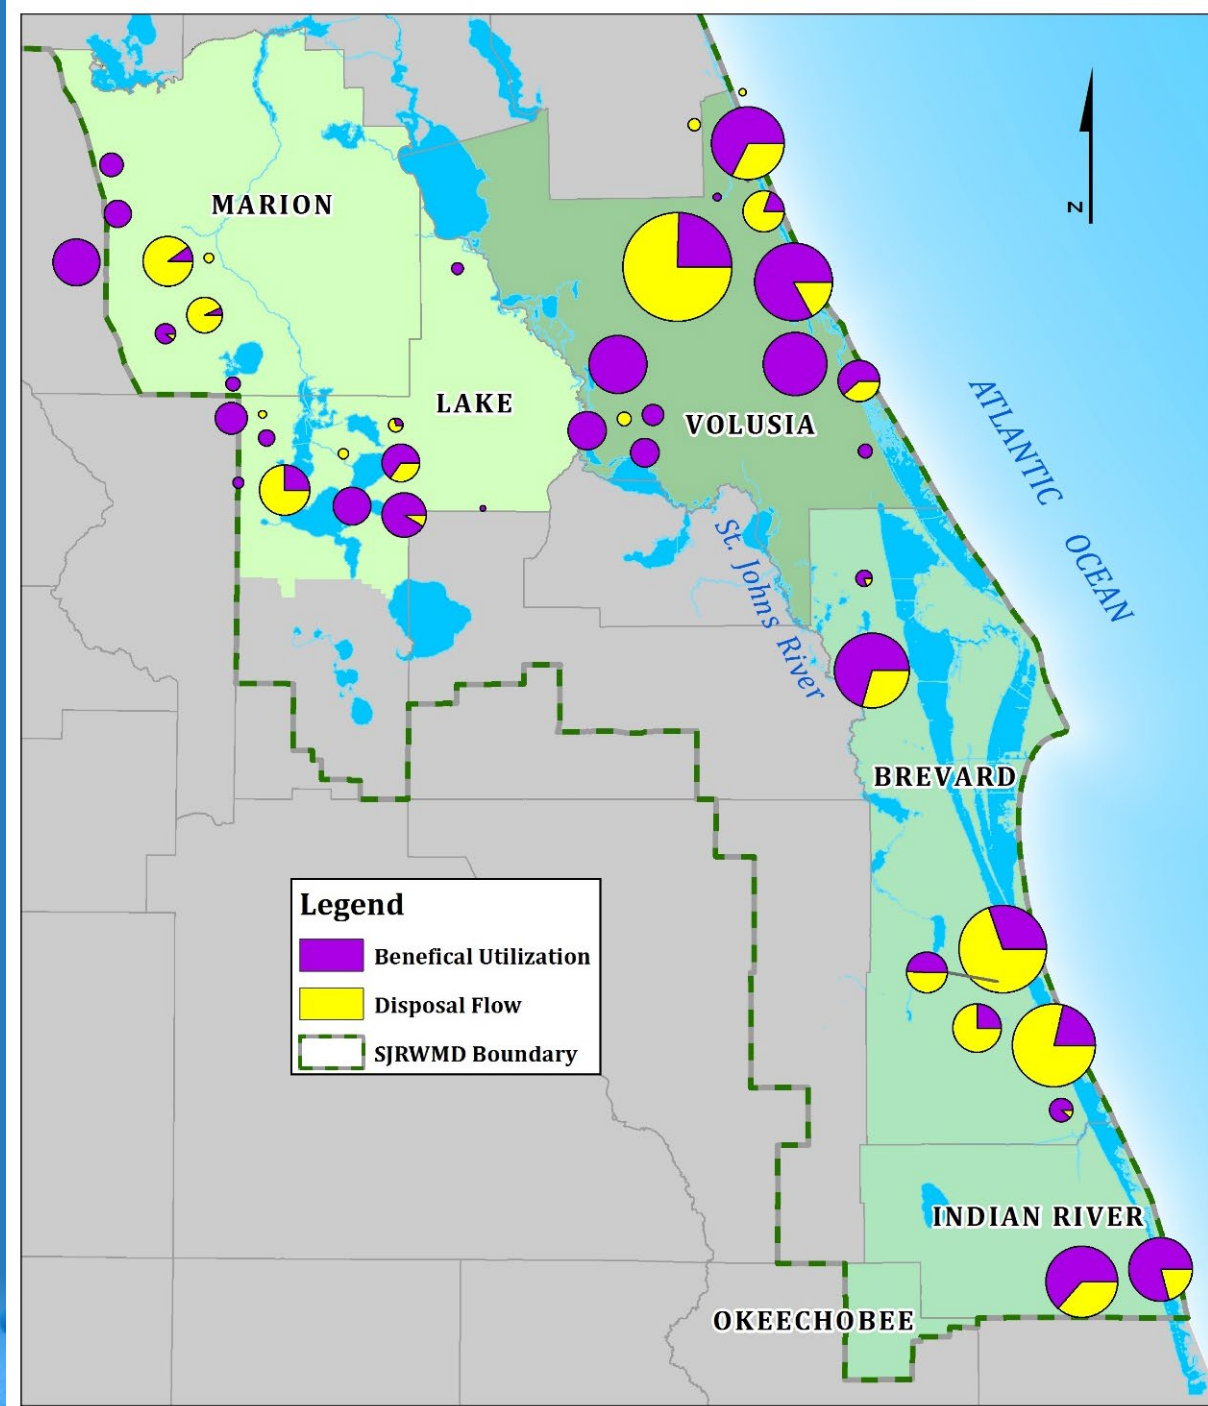 MARION
LAKE
VOLUSIA
ATLANTIC OCEAN
St. Johns River
BREVARD
Legend
Benefical Utilization
Disposal Flow
SJRWMD Boundary
INDIAN RIVER
OKEECHOBEE
N